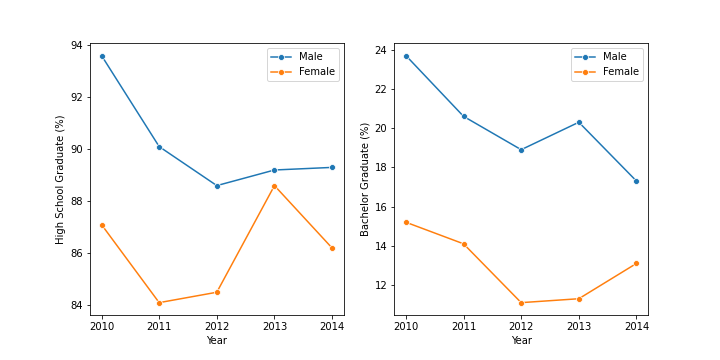 94
92
90
88
86
84
High School Graduate (%)
2010 2011 2012 2013 2014
Year
Male
Female
24
22
20
18
16
14
12
Bachelor Graduate (%)
2010 2011 2012 2013 2014
Year
Male
Female